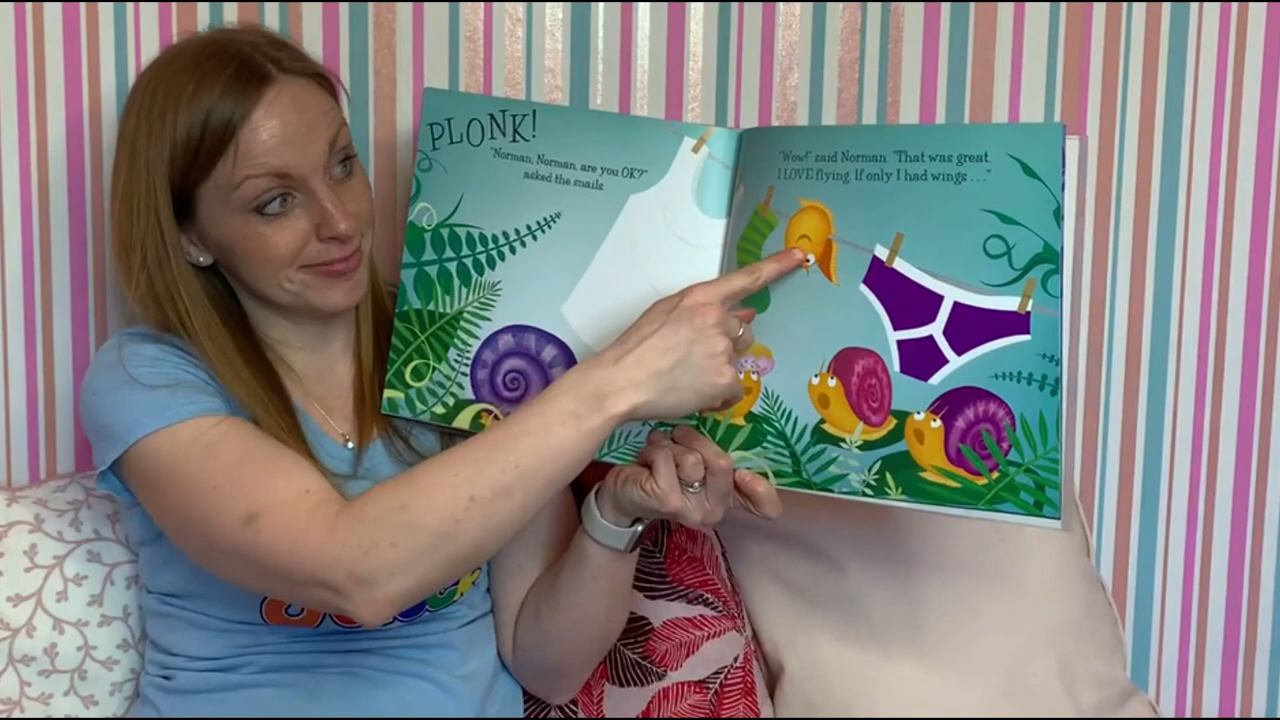 PLONK!
"Norman, Norman, are you OK?"
asked the snails.
"Wow!" said Norman. "That was great.
I LOVE flying. If only I had wings . . ."